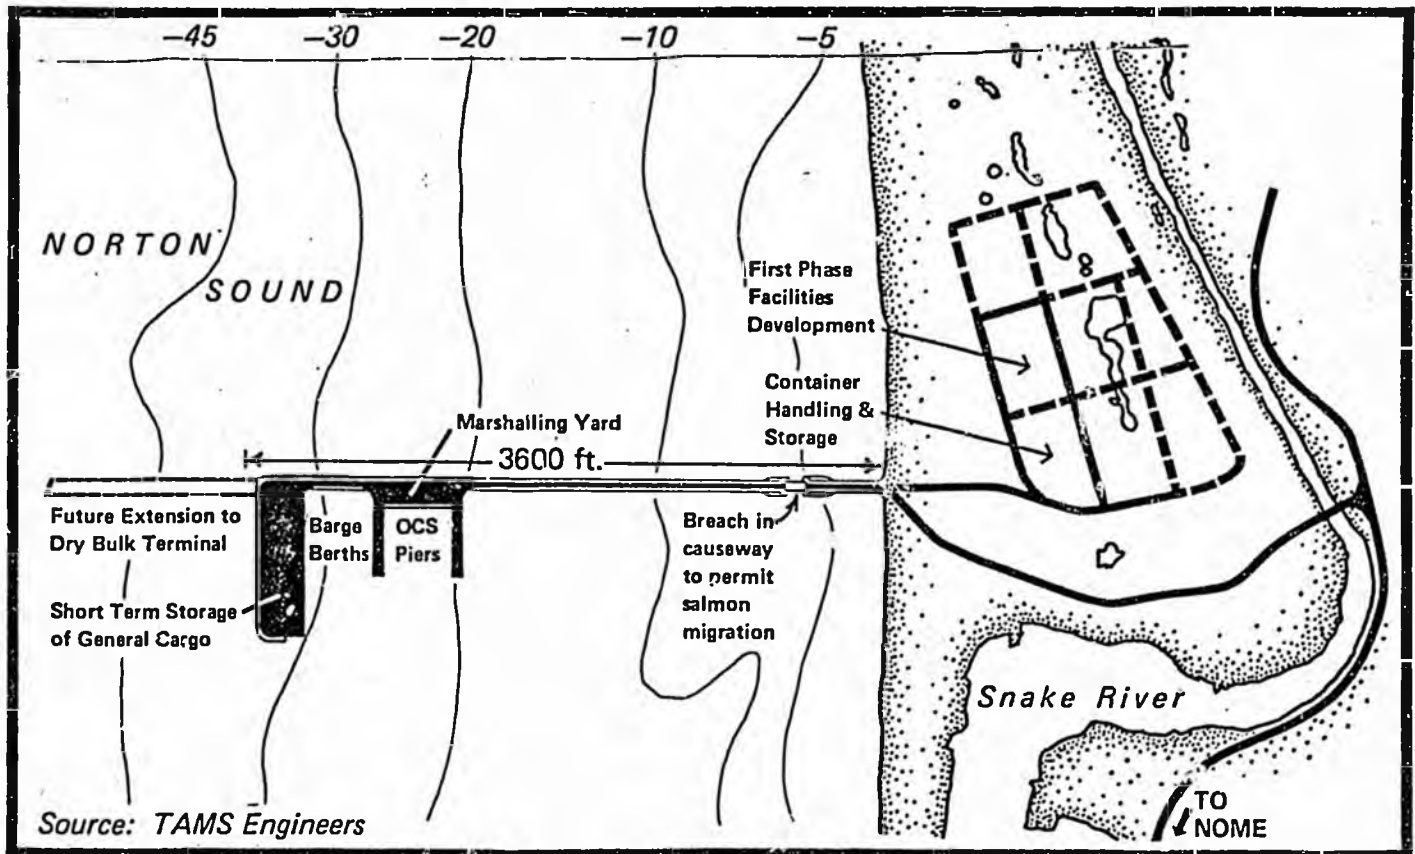 −45 −30 −20 −10 −5
NORTON
SOUND
First Phase
Facilities
Development
Container
Handling &
Storage
Marshalling Yard
3600 ft.
Future Extension to
Dry Bulk Terminal
Barge
Berths
OCS
Piers
Breach in
causeway
to permit
salmon
migration
Short Term Storage
of General Cargo
Snake River
TO
NOME
Source: TAMS Engineers